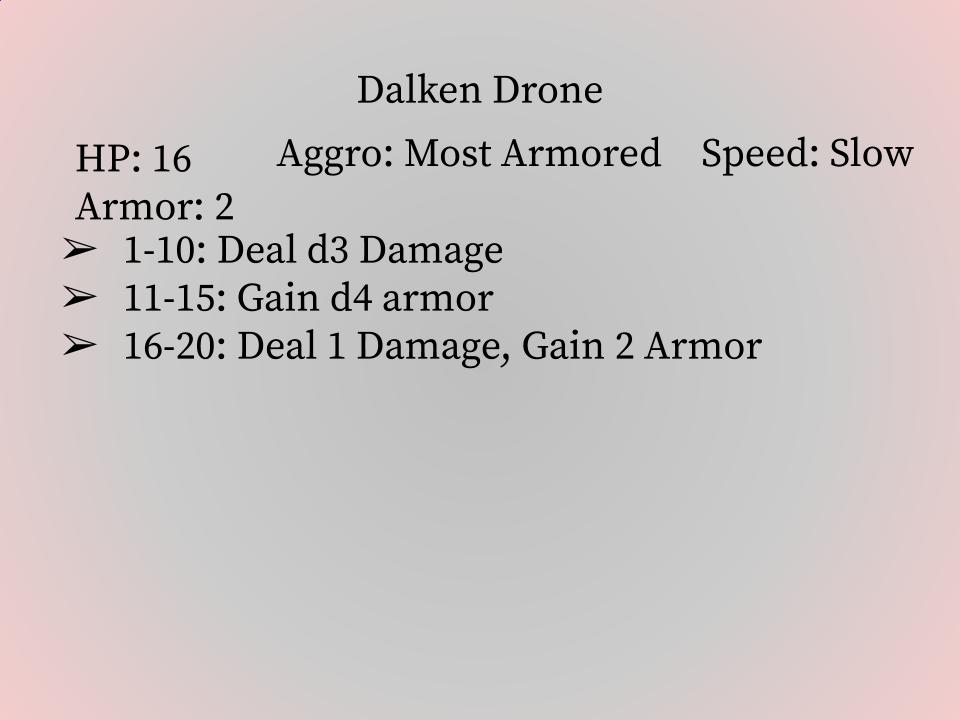 Dalken Drone
HP: 16
Aggro: Most Armored
Speed: Slow
Armor: 2
➢ 1-10: Deal d3 Damage
➢ 11-15: Gain d4 armor
➢ 16-20: Deal 1 Damage, Gain 2 Armor